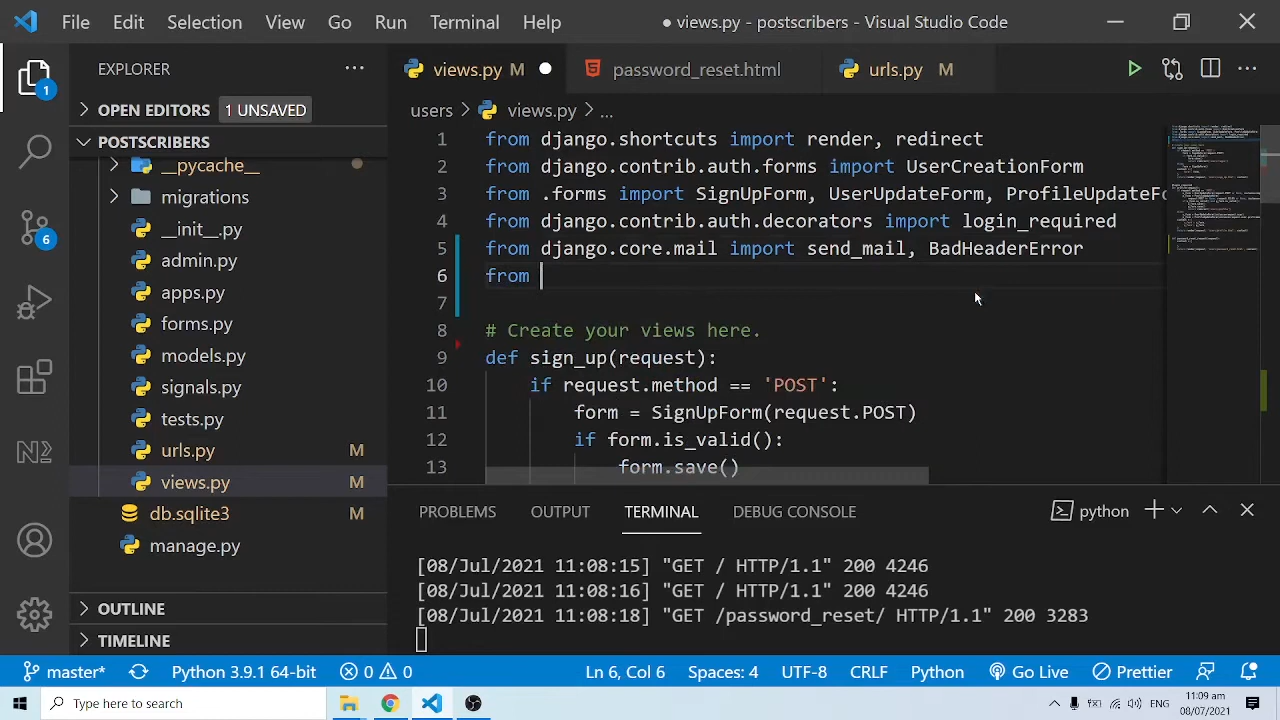 File Edit Selection View Go Run Terminal Help
● views.py - postscribers - Visual Studio Code
EXPLORER
OPEN EDITORS 1 UNSAVED
POSTSCRIBERS
__pycache__
migrations
__init__.py
admin.py
apps.py
forms.py
models.py
signals.py
tests.py
urls.py M
views.py M
db.sqlite3 M
manage.py
OUTLINE
TIMELINE
1
6
views.py M
password_reset.html
urls.py M
users > views.py > ...
1 from django.shortcuts import render, redirect
2 from django.contrib.auth.forms import UserCreationForm
3 from .forms import SignUpForm, UserUpdateForm, ProfileUpdateFo
4 from django.contrib.auth.decorators import login_required
5 from django.core.mail import send_mail, badHeaderError
6 from
7
8 # Create your views here.
9 def sign_up(request):
10 if request.method == 'POST':
11 form = SignUpForm(request.POST)
12 if form.is_valid():
13 form.save()
PROBLEMS OUTPUT TERMINAL DEBUG CONSOLE
python
[08/Jul/2021 11:08:15] "GET / HTTP/1.1" 200 4246
[08/Jul/2021 11:08:16] "GET / HTTP/1.1" 200 4246
[08/Jul/2021 11:08:18] "GET /password_reset/ HTTP/1.1" 200 3283
master* Python 3.9.1 64-bit 0 0 Ln 6, Col 6 Spaces: 4 UTF-8 CRLF Python Go Live Prettier
Type here to search
ENG
11:09 am
08/07/2021